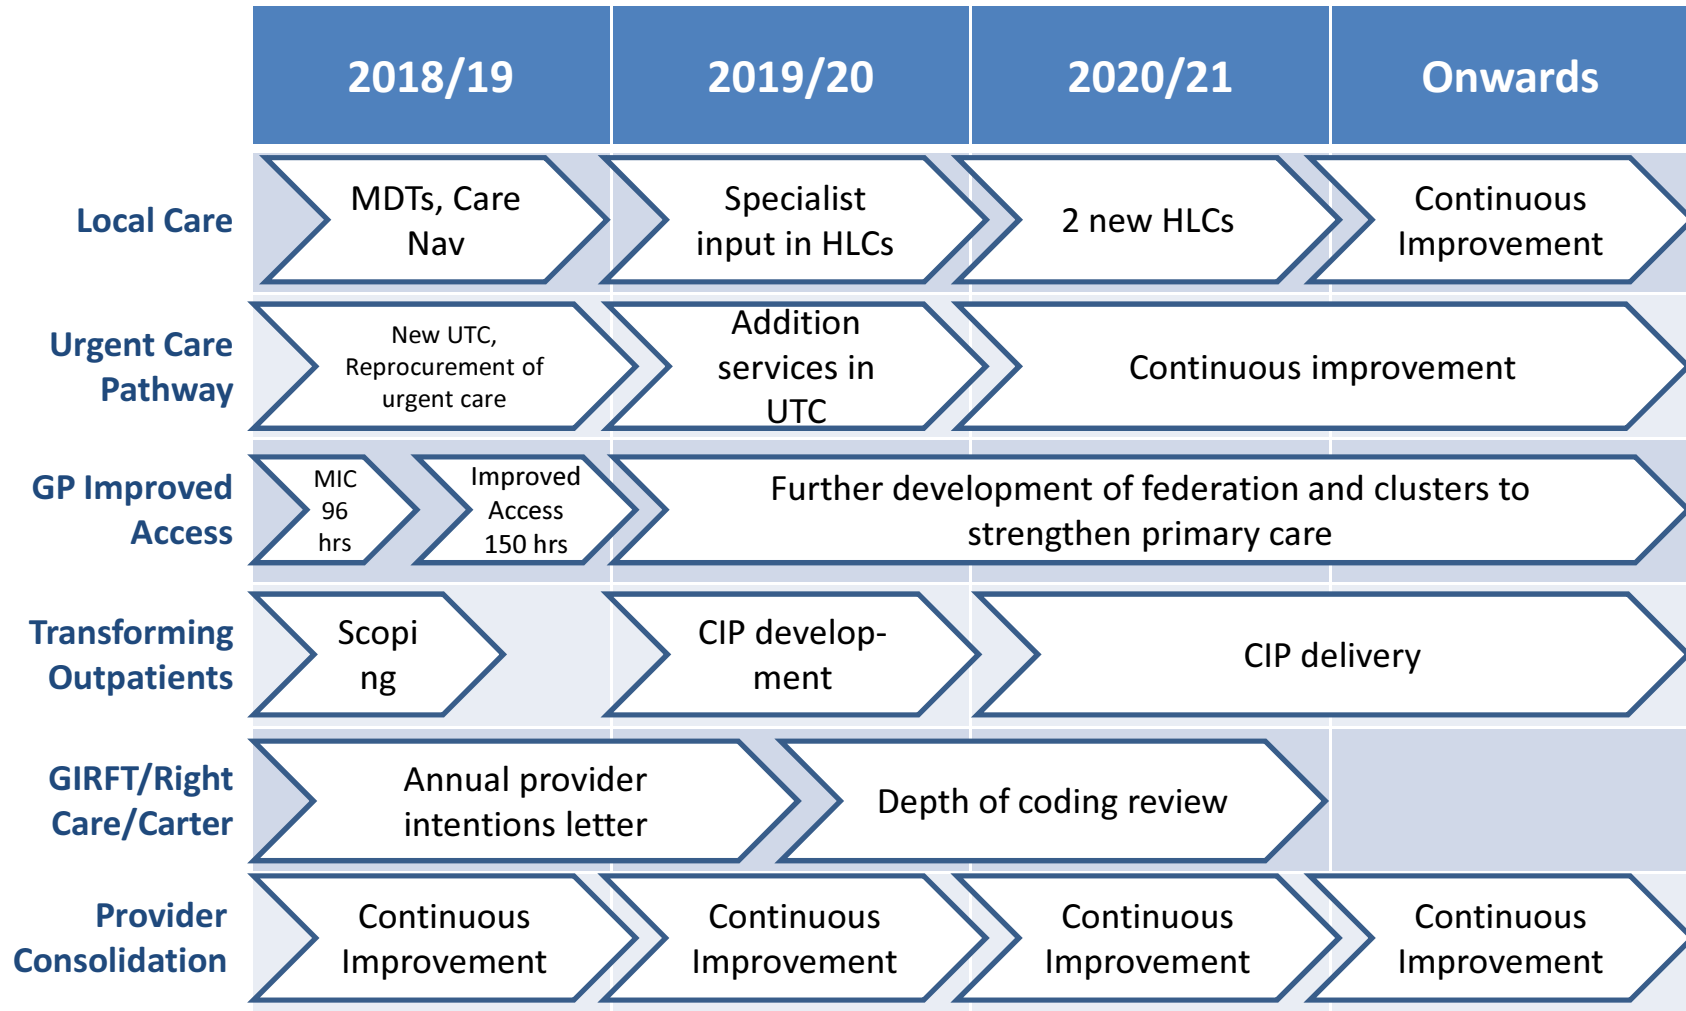 2018/19
2019/20
2020/21
Onwards
Local Care
MDTs, Care
Nav
Specialist
input in HLCs
2 new HLCs
Continuous
Improvement
Urgent Care
Pathway
New UTC,
Reprocurement of
urgent care
Addition
services in
UTC
Continuous improvement
GP Improved
Access
MIC
96
hrs
Improved
Access
150 hrs
Further development of federation and clusters to
strengthen primary care
Transforming
Outpatients
Scopi
ng
CIP develop-
ment
CIP delivery
GIRFT/Right
Care/Carter
Annual provider
intentions letter
Depth of coding review
Provider
Consolidation
Continuous
Improvement
Continuous
Improvement
Continuous
Improvement
Continuous
Improvement